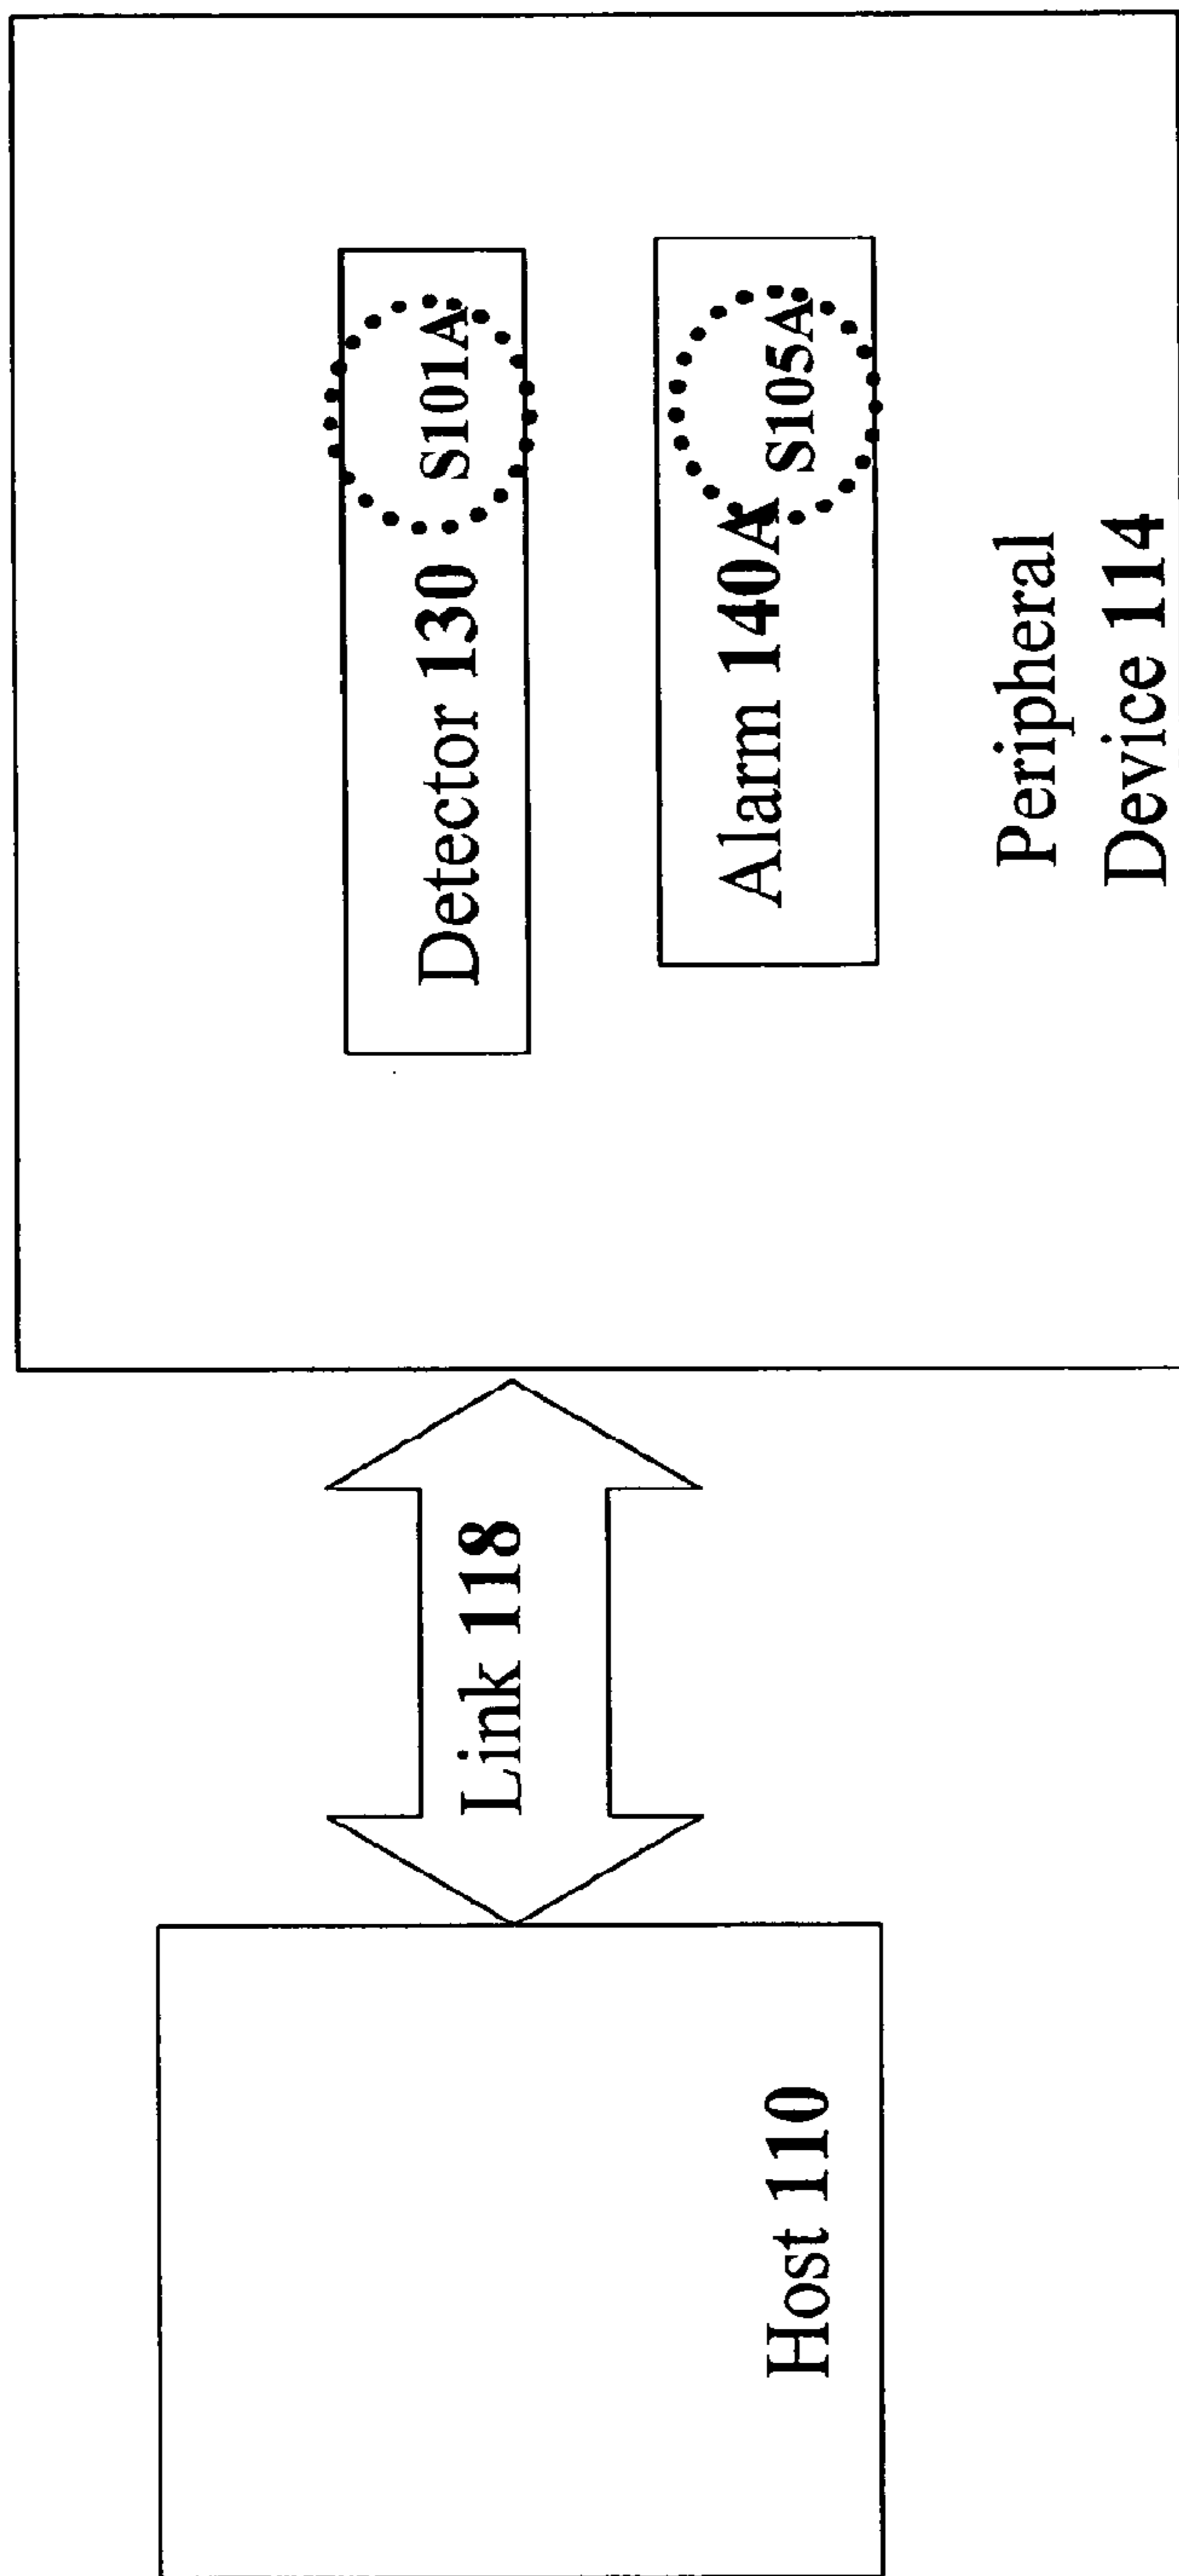 Host 110
Link 118
Detector 130
S101A
Alarm 140A
S105A
Peripheral
Device 114